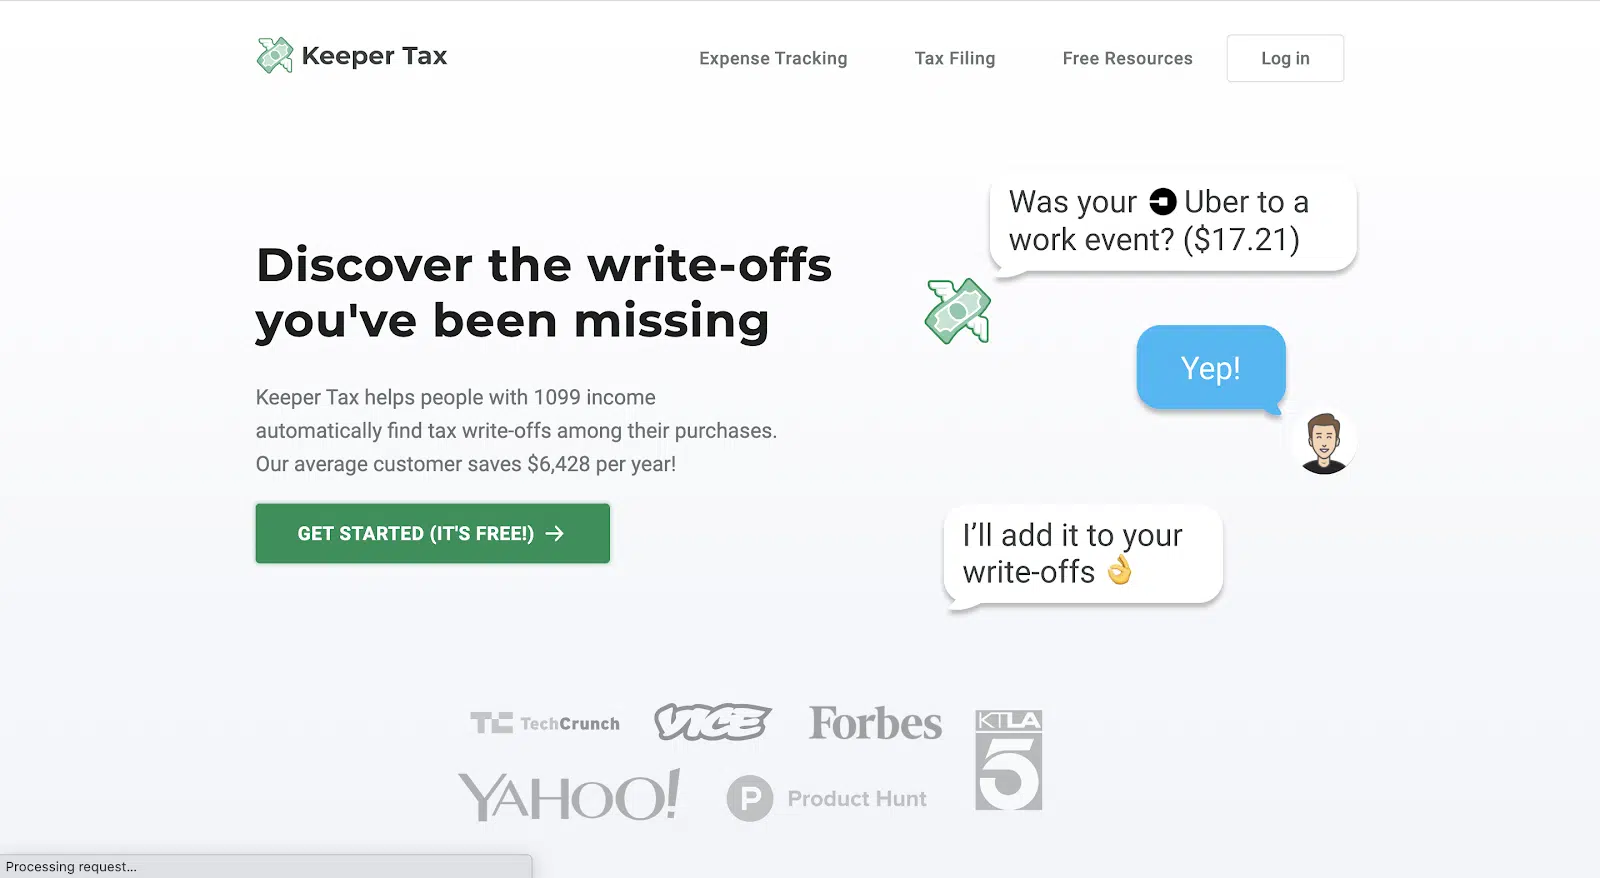 Keeper Tax
Expense Tracking
Tax Filing
Free Resources
Log in
Was your Uber to a
work event? ($17.21)
Discover the write-offs
you've been missing
Yep!
Keeper Tax helps people with 1099 income
automatically find tax write-offs among their purchases.
Our average customer saves $6,428 per year!
GET STARTED (IT'S FREE!) →
I’ll add it to your
write-offs 👌
TC TechCrunch
VICE
Forbes
KTLA
5
YAHOO!
P Product Hunt
Processing request...